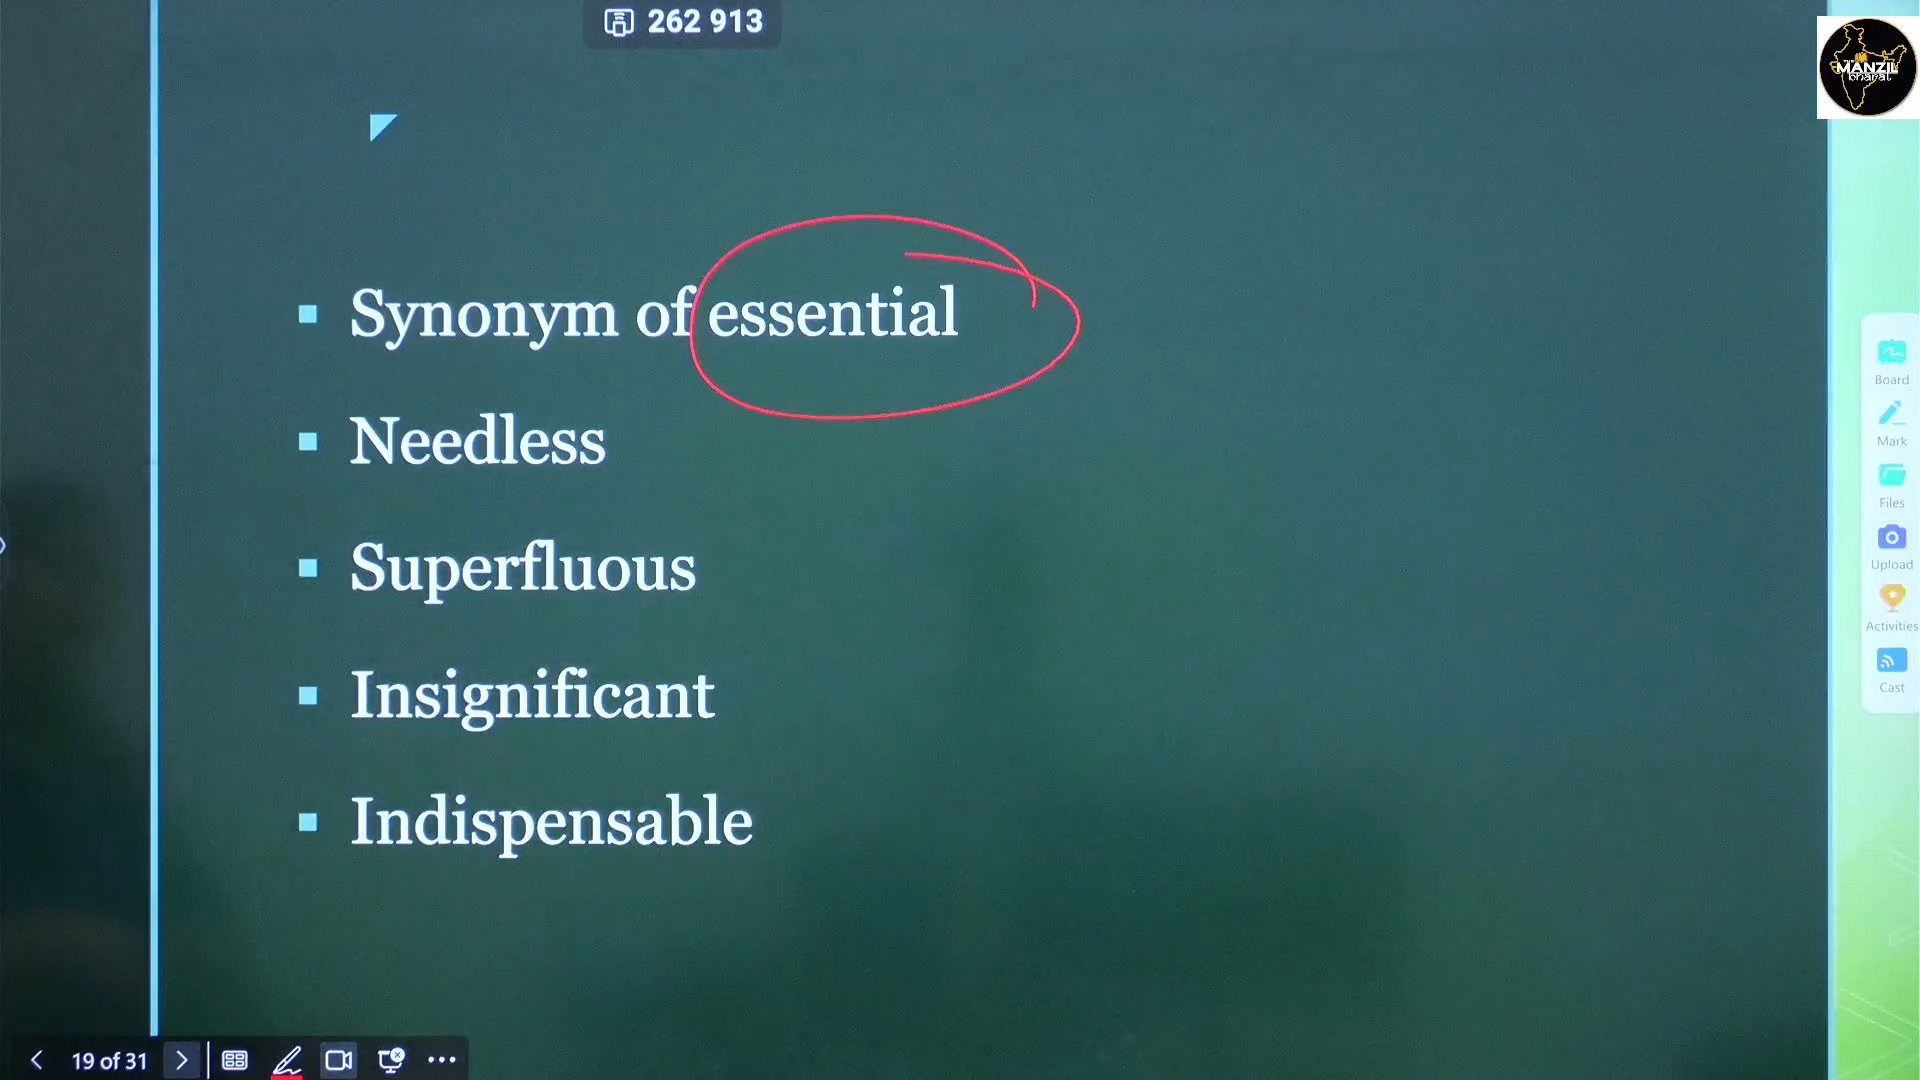 262 913
MANZIL
bharat
Synonym of essential
Needless
Superfluous
Insignificant
Indispensable
Board
Mark
Files
Upload
Activities
Cast
19 of 31